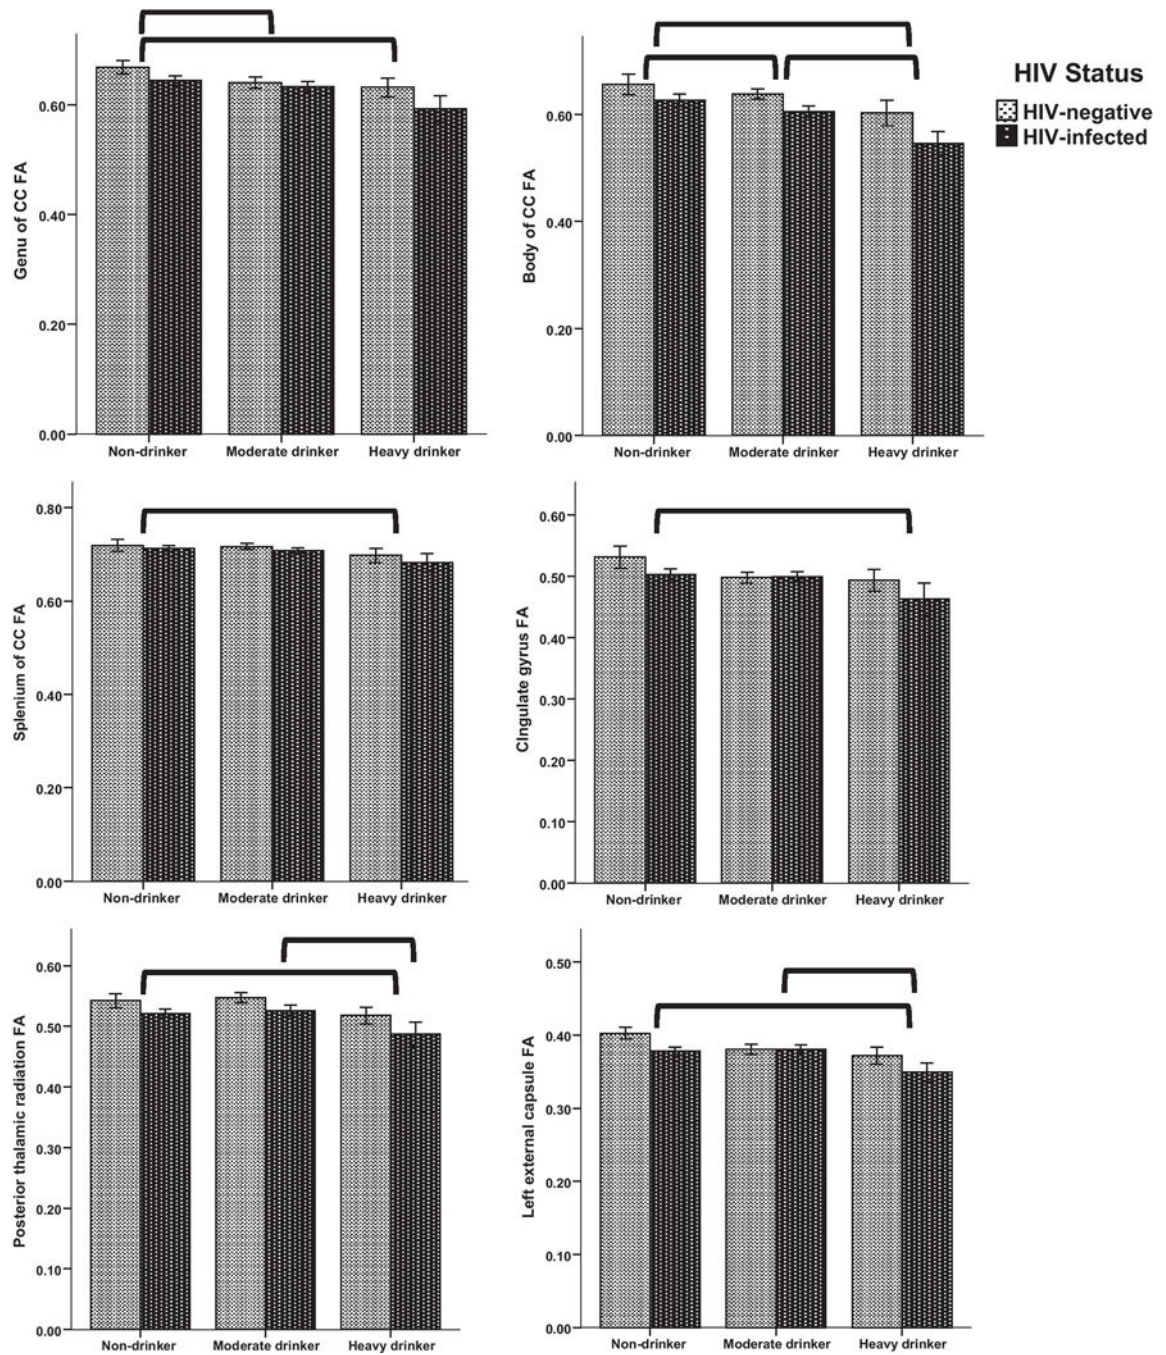 Genu of CC FA
0.60
0.40
0.20
0.00
Non-drinker Moderate drinker Heavy drinker
Body of CC FA
0.60
0.40
0.20
0.00
Non-drinker Moderate drinker Heavy drinker
HIV Status
HIV-negative
HIV-infected
Splenium of CC FA
0.80
0.60
0.40
0.20
0.00
Non-drinker Moderate drinker Heavy drinker
CIngulate gyrus FA
0.60
0.50
0.40
0.30
0.20
0.10
0.00
Non-drinker Moderate drinker Heavy drinker
Posterior thalamic radiation FA
0.60
0.50
0.40
0.30
0.20
0.10
0.00
Non-drinker Moderate drinker Heavy drinker
Left external capsule FA
0.50
0.40
0.30
0.20
0.10
0.00
Non-drinker Moderate drinker Heavy drinker